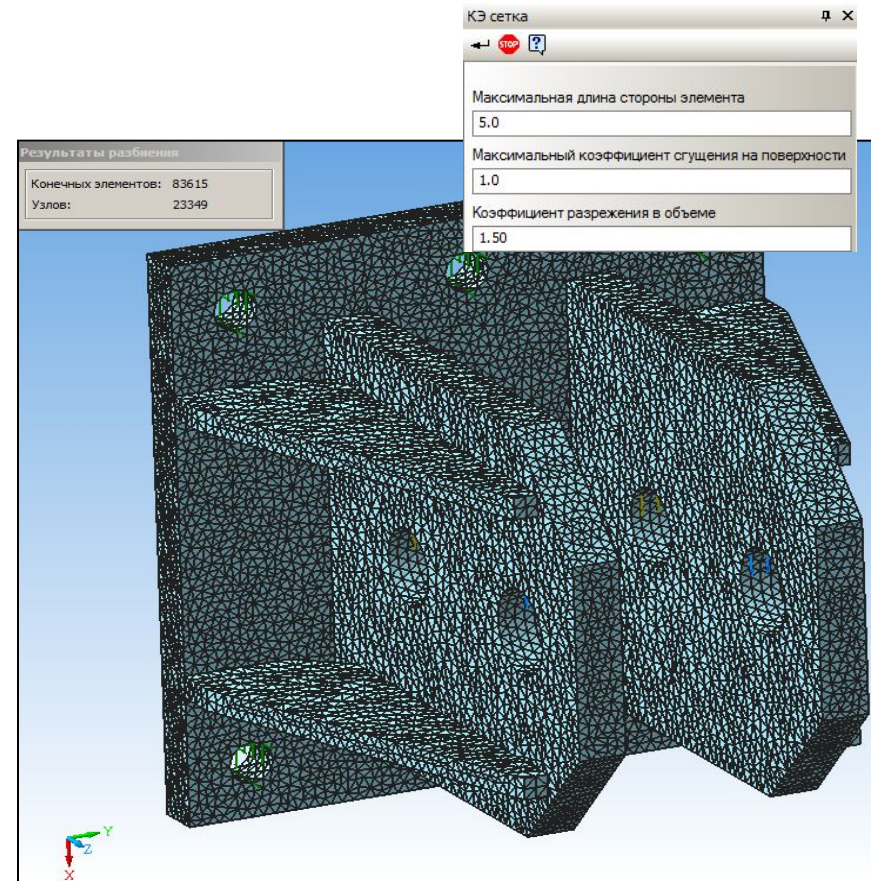 КЭ сетка
STOP
?
Максимальная длина стороны элемента
5.0
Максимальный коэффициент сгущения на поверхности
1.0
Коэффициент разрежения в объеме
1.50
Результаты разбиения
Конечных элементов: 83615
Узлов: 23349
Y
Z
X